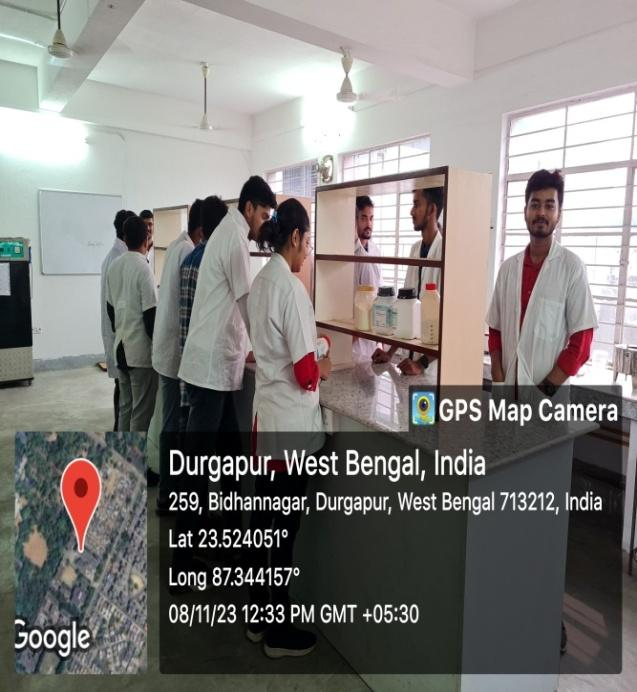 GPS Map Camera
Durgapur, West Bengal, India
259, Bidhannagar, Durgapur, West Bengal 713212, India
Lat 23.524051°
Long 87.344157°
08/11/23 12:33 PM GMT +05:30
Google